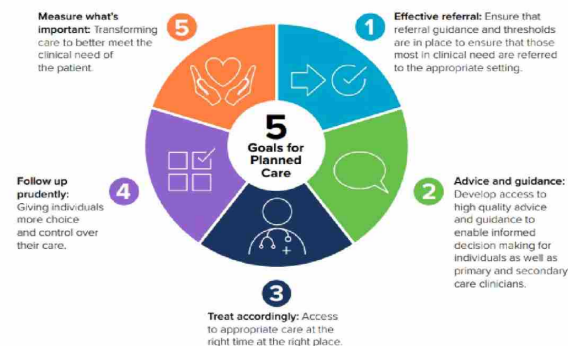 5
Goals for
Planned
Care
1
Effective referral: Ensure that
referral guidance and thresholds
are in place to ensure that those
most in clinical need are referred
to the appropriate setting.
2
Advice and guidance:
Develop access to
high quality advice
and guidance to
enable informed
decision making for
individuals as well as
primary and secondary
care clinicians.
3
Treat accordingly: Access
to appropriate care at the
right time at the right place.
4
Follow up
prudently:
Giving individuals
more choice
and control over
their care.
5
Measure what's
important: Transforming
care to better meet the
clinical need of
the patient.